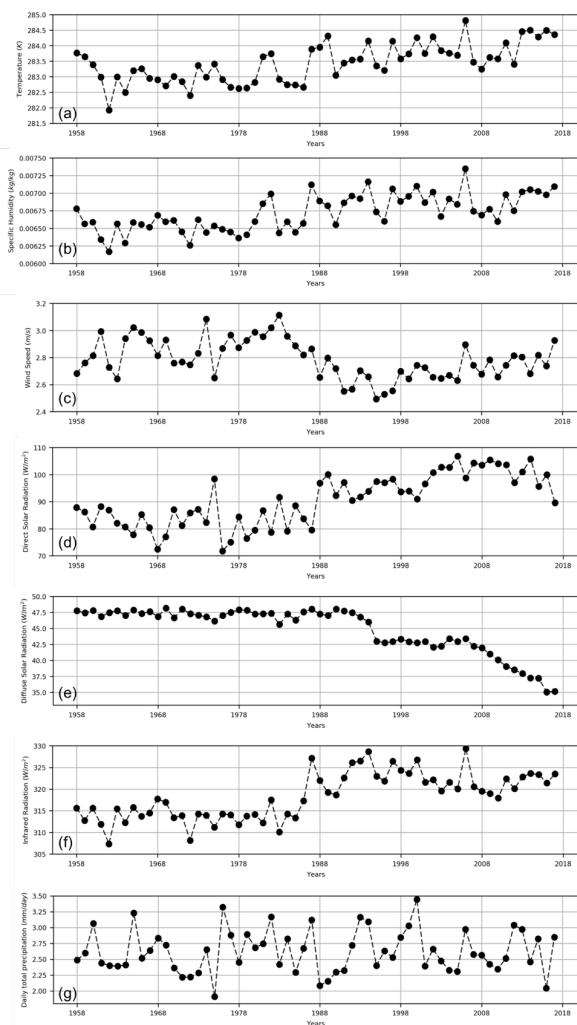 285.0
284.5
284.0
283.5
283.0
282.5
282.0
281.5
Temperature (K)
(a)
1958 1968 1978 1988 1998 2008 2018
Years
0.00750
0.00725
0.00700
0.00675
0.00650
0.00625
0.00600
Specific Humidity (kg/kg)
(b)
1958 1968 1978 1988 1998 2008 2018
Years
3.2
3.0
2.8
2.6
2.4
Wind Speed (m/s)
(c)
1958 1968 1978 1988 1998 2008 2018
Years
110
100
90
80
70
Direct Solar Radiation (W/m²)
(d)
1958 1968 1978 1988 1998 2008 2018
Years
50.0
47.5
45.0
42.5
40.0
37.5
35.0
Diffuse Solar Radiation (W/m²)
(e)
1958 1968 1978 1988 1998 2008 2018
Years
330
325
320
315
310
305
Infrared Radiation (W/m²)
(f)
1958 1968 1978 1988 1998 2008 2018
Years
3.50
3.25
3.00
2.75
2.50
2.25
2.00
Daily total precipitation (mm/day)
(g)
1958 1968 1978 1988 1998 2008 2018
Years